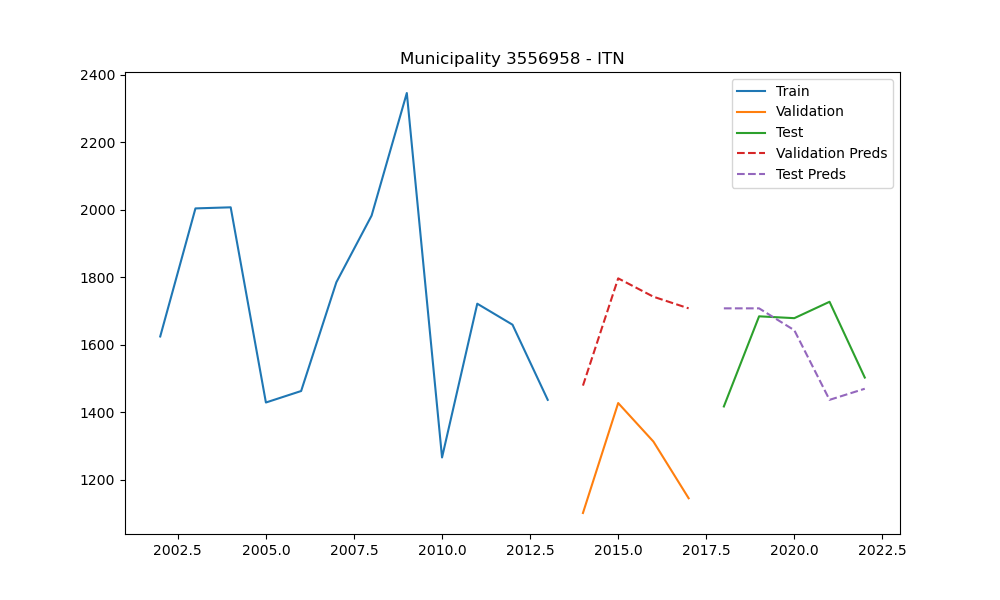 Municipality 3556958 - ITN
2400
2200
2000
1800
1600
1400
1200
Train
Validation
Test
Validation Preds
Test Preds
2002.5 2005.0 2007.5 2010.0 2012.5 2015.0 2017.5 2020.0 2022.5